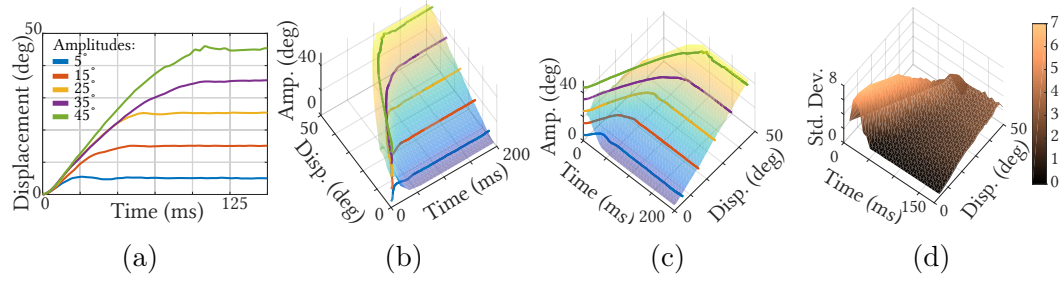 50
Displacement (deg)
0
Amplitudes:
5°
15°
25°
35°
45°
0
125
Time (ms)
(a)
Amp. (deg)
40
0
50
Disp. (deg)
0
0
Time (ms)
200
(b)
Amp. (deg)
40
0
0
Time (ms)
200
0
Disp. (deg)
50
(c)
Std. Dev.
8
0
0
Time (ms)
150
0
Disp. (deg)
50
7
6
5
4
3
2
1
0
(d)